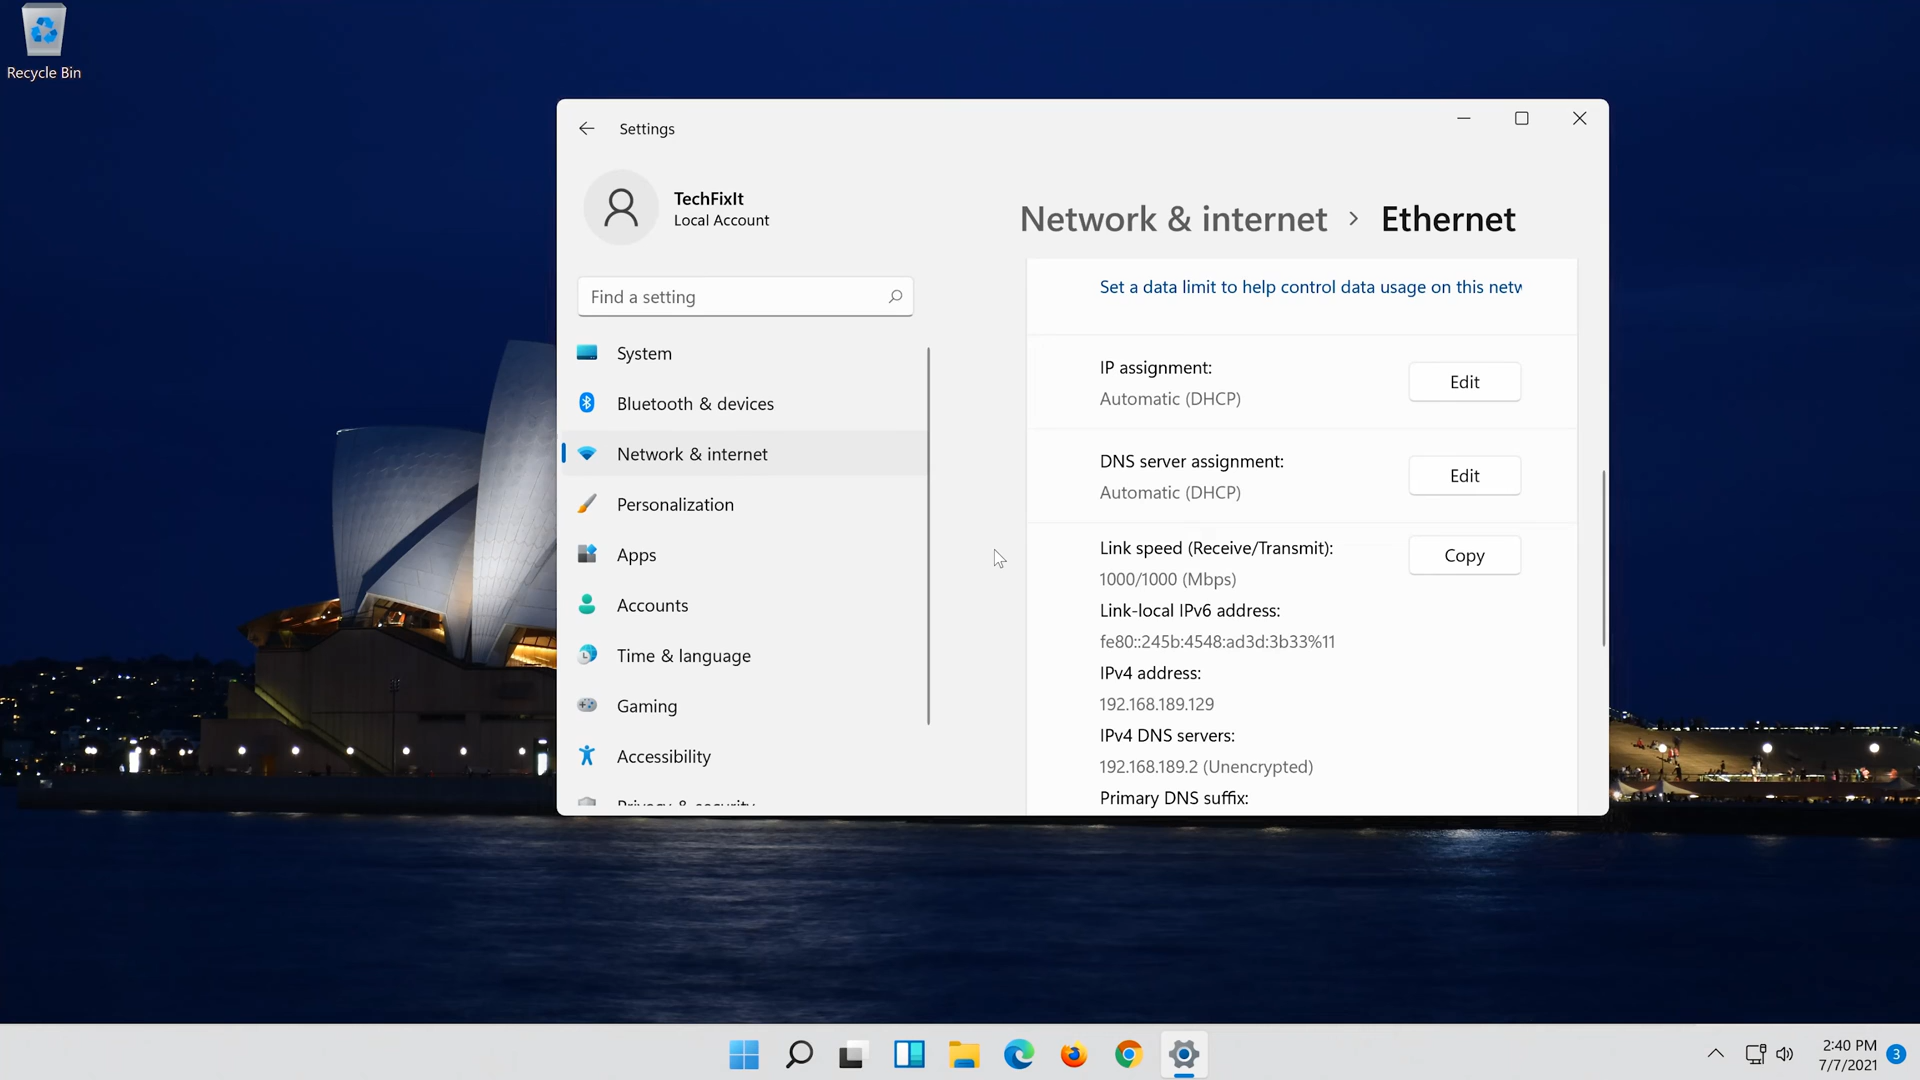 Recycle Bin
Settings
TechFixIt
Local Account
Find a setting
System
Bluetooth & devices
Network & internet
Personalization
Apps
Accounts
Time & language
Gaming
Accessibility
Privacy & security
Network & internet > Ethernet
Set a data limit to help control data usage on this netw
IP assignment:
Automatic (DHCP)
Edit
DNS server assignment:
Automatic (DHCP)
Edit
Link speed (Receive/Transmit):
Copy
1000/1000 (Mbps)
Link-local IPv6 address:
fe80::245b:4548:ad3d:3b33%11
IPv4 address:
192.168.189.129
IPv4 DNS servers:
192.168.189.2 (Unencrypted)
Primary DNS suffix:
2:40 PM
7/7/2021
3